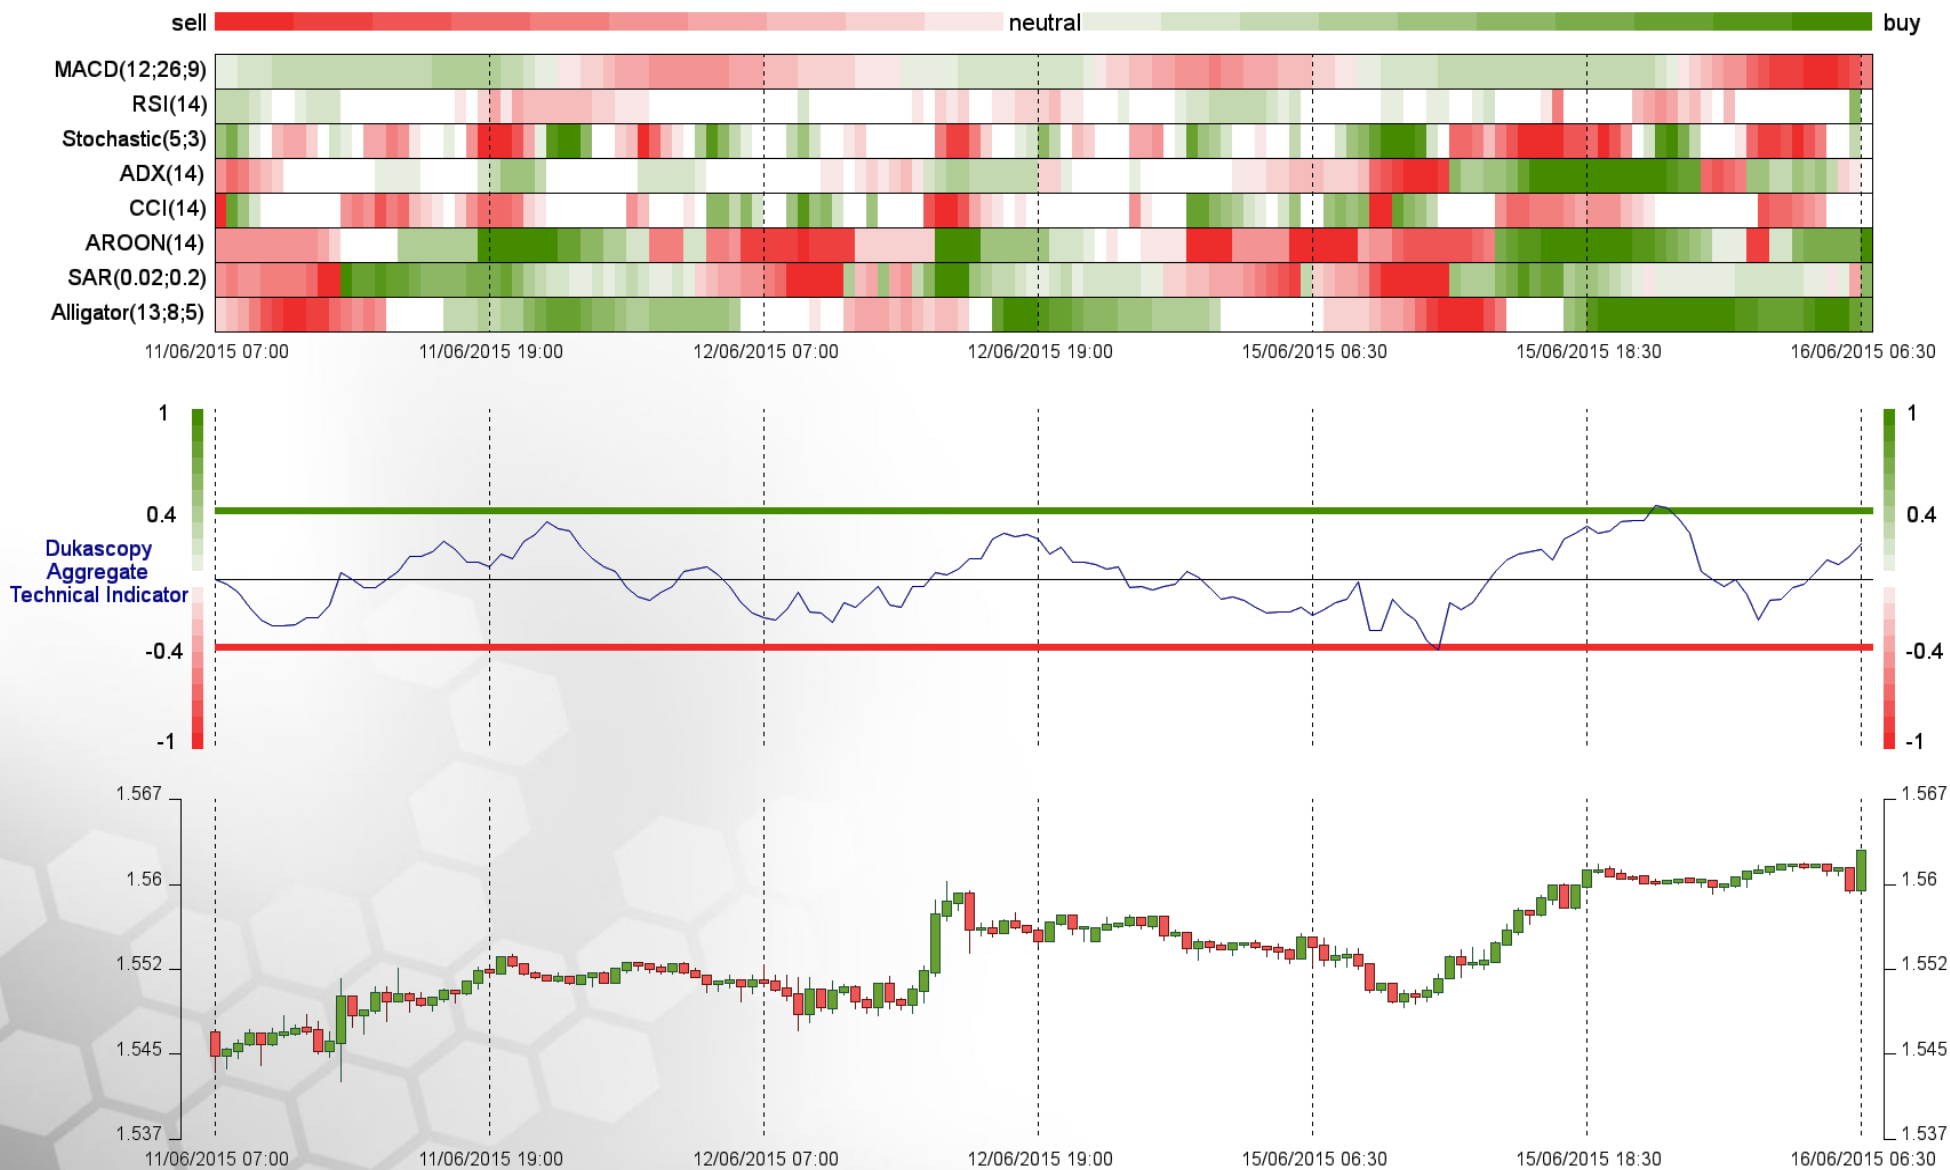 sell neutral buy
MACD(12;26;9)
RSI(14)
Stochastic(5;3)
ADX(14)
CCI(14)
AROON(14)
SAR(0.02;0.2)
Alligator(13;8;5)
11/06/2015 07:00 11/06/2015 19:00 12/06/2015 07:00 12/06/2015 19:00 15/06/2015 06:30 15/06/2015 18:30 16/06/2015 06:30
1 1
0.4 0.4
Dukascopy
Aggregate
Technical Indicator
-0.4 -0.4
-1 -1
1.567 1.567
1.56 1.56
1.552 1.552
1.545 1.545
1.537 1.537
11/06/2015 07:00 11/06/2015 19:00 12/06/2015 07:00 12/06/2015 19:00 15/06/2015 06:30 15/06/2015 18:30 16/06/2015 06:30